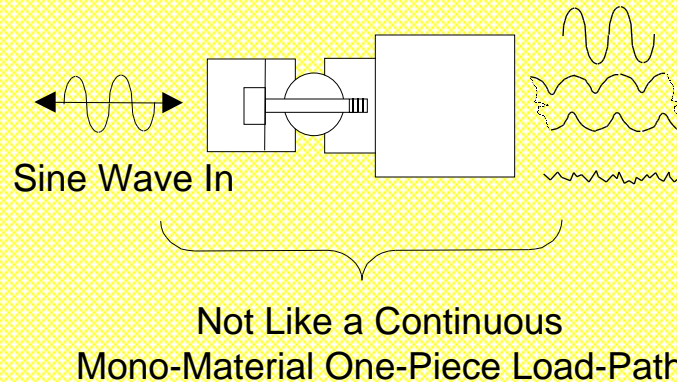 Sine Wave In
Not Like a Continuous
Mono-Material One-Piece Load-Path